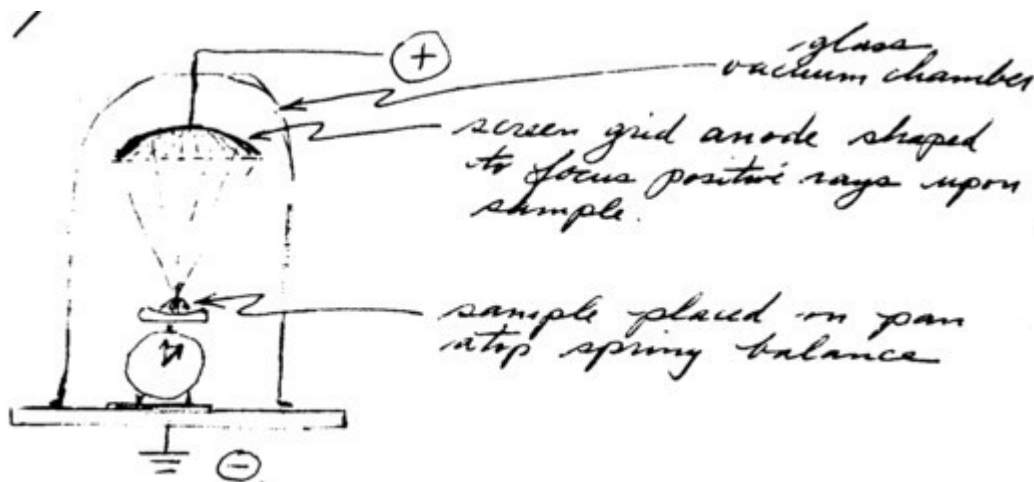 +
glass
vacuum chamber
screen grid anode shaped
to focus positive rays upon
sample.
sample placed on pan
atop spring balance
-